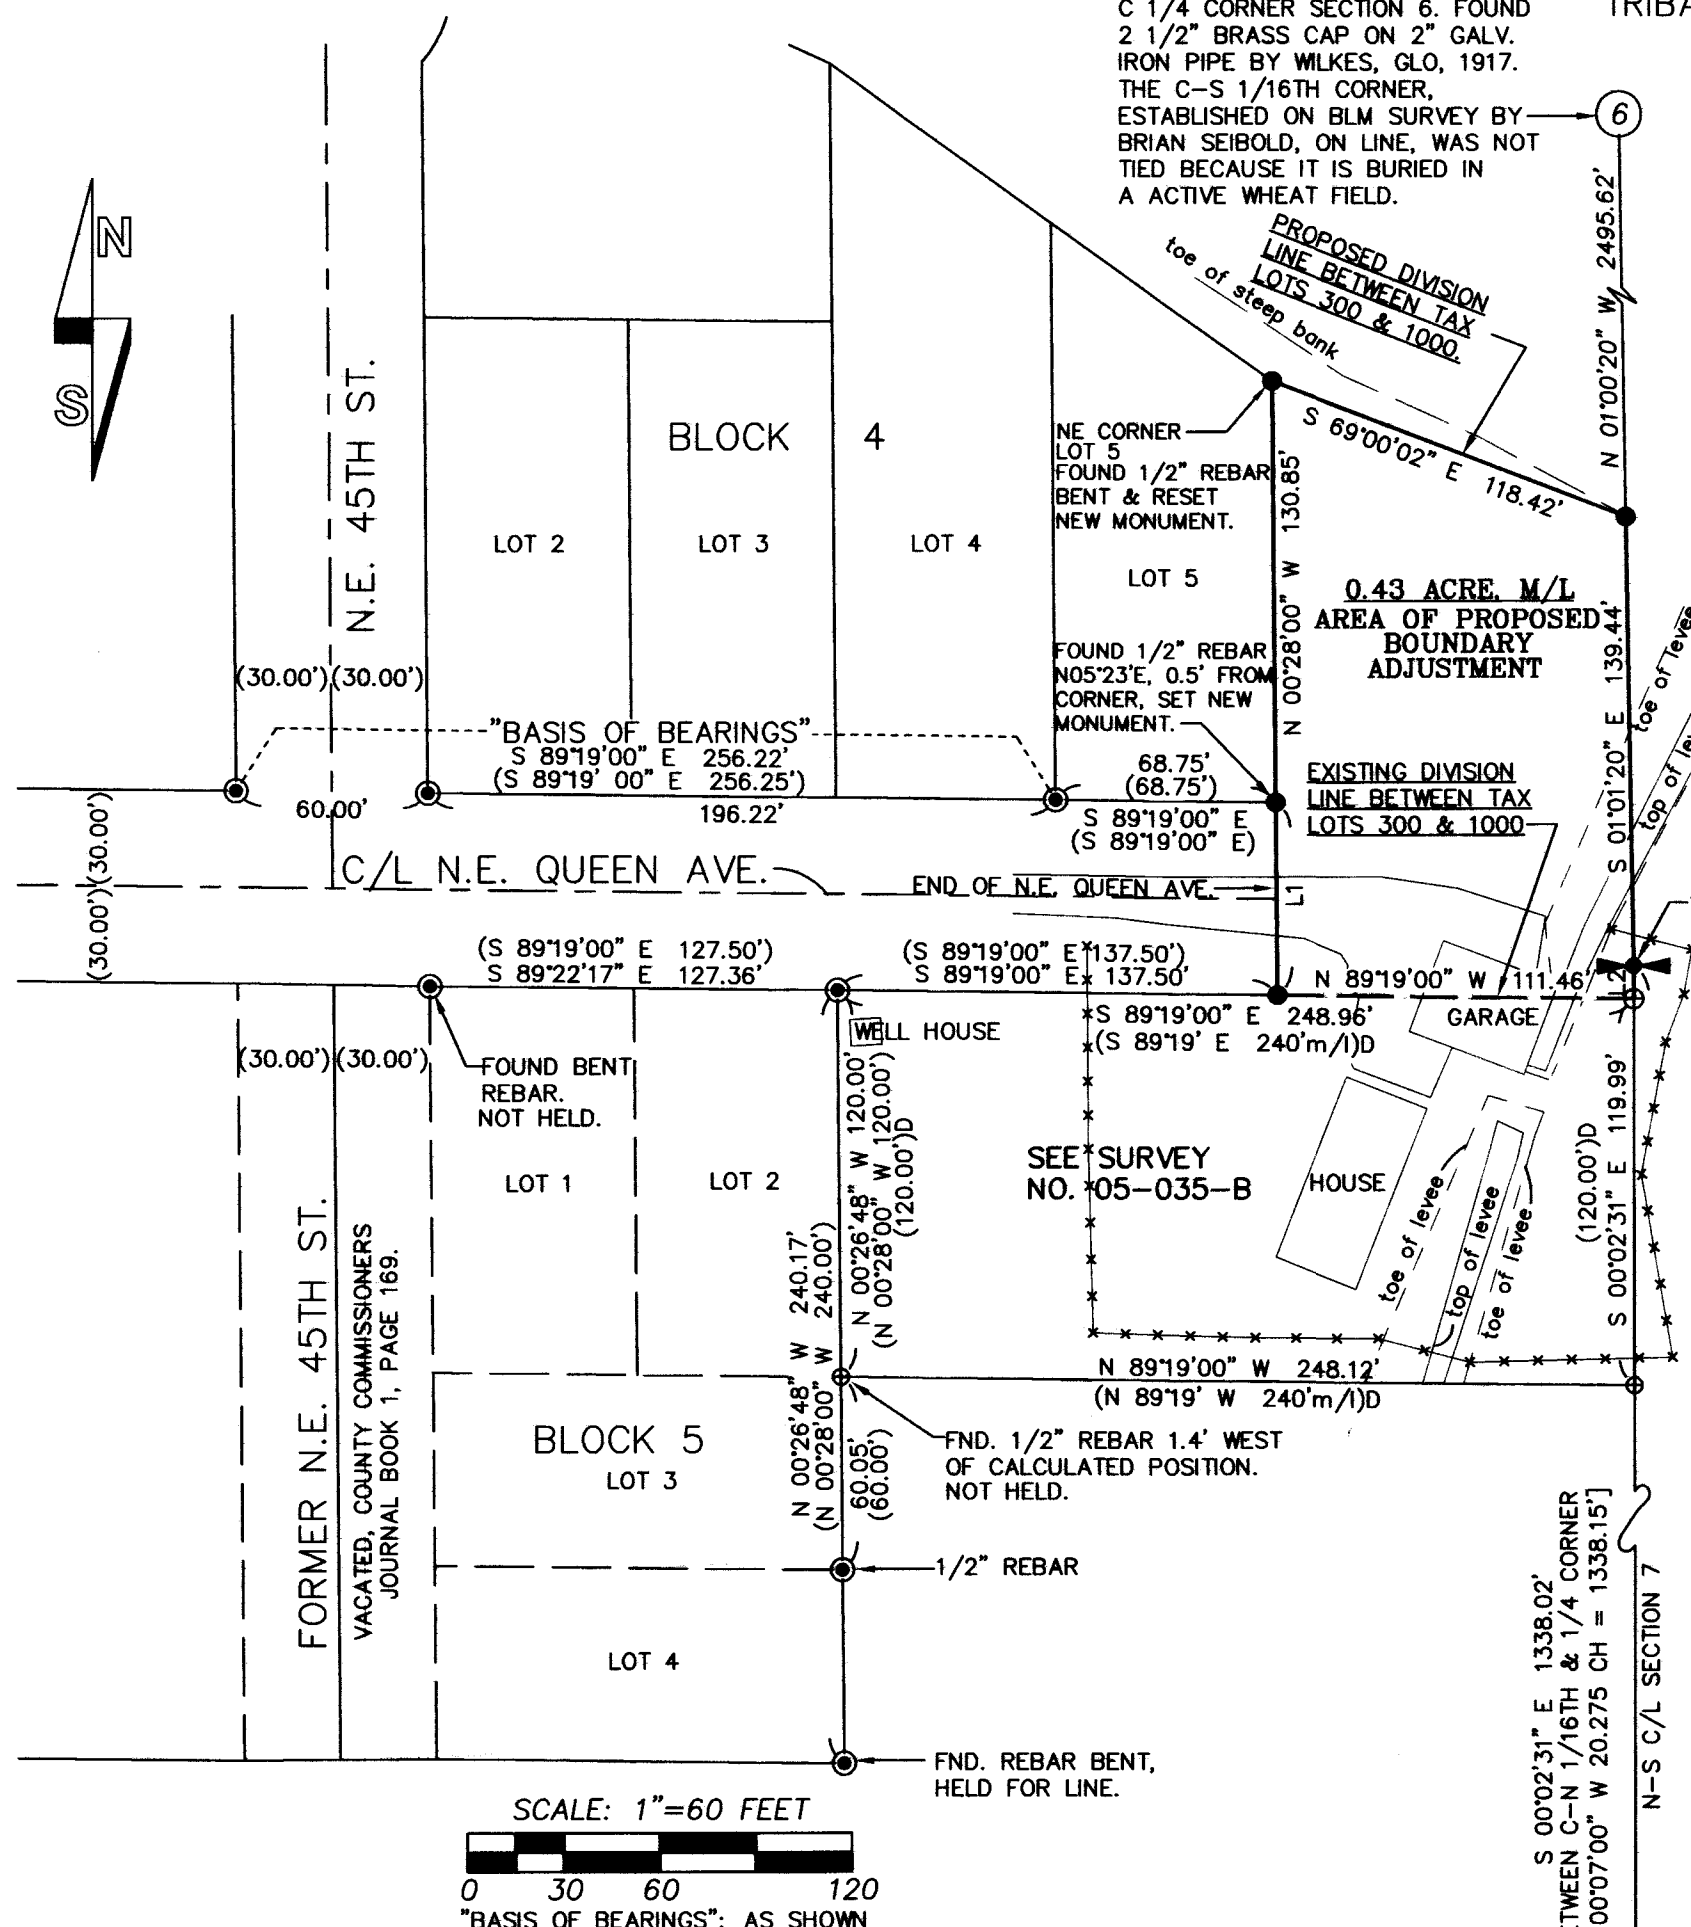 C 1/4 CORNER SECTION 6. FOUND
2 1/2" BRASS CAP ON 2" GALV.
IRON PIPE BY WILKES, GLO, 1917.
THE C-S 1/16TH CORNER,
ESTABLISHED ON BLM SURVEY BY
BRIAN SEIBOLD, ON LINE, WAS NOT
TIED BECAUSE IT IS BURIED IN
A ACTIVE WHEAT FIELD.
6
N 01°00'20" W 2495.62'
N
S
PROPOSED DIVISION
LINE BETWEEN TAX
LOTS 300 & 1000.
toe of steep bank
S 69°00'02" E 118.42'
N.E. 45TH ST.
BLOCK 4
LOT 2
LOT 3
LOT 4
NE CORNER
LOT 5
FOUND 1/2" REBAR
BENT & RESET
NEW MONUMENT.
LOT 5
N 00°28'00" W 130.85'
0.43 ACRE, M/L
AREA OF PROPOSED
BOUNDARY
ADJUSTMENT
S 01°01'20" E 139.44'
toe of levee
top of
FOUND 1/2" REBAR
N05°23'E, 0.5' FROM
CORNER, SET NEW
MONUMENT.
(30.00') (30.00')
"BASIS OF BEARINGS"
S 89°19'00" E 256.22'
(S 89°19' 00" E 256.25')
60.00'
196.22'
68.75'
(68.75')
S 89°19'00" E
(S 89°19'00" E)
EXISTING DIVISION
LINE BETWEEN TAX
LOTS 300 & 1000
(30.00') (30.00')
C/L N.E. QUEEN AVE.
END OF N.E. QUEEN AVE.
L1
(S 89°19'00" E 127.50')
S 89°22'17" E 127.36'
(S 89°19'00" E 137.50')
S 89°19'00" E 137.50'
N 89°19'00" W 111.46'
L2
GARAGE
WELL HOUSE
S 89°19'00" E 248.96'
(S 89°19' E 240'm/l)D
(30.00') (30.00')
FOUND BENT
REBAR.
NOT HELD.
LOT 1
LOT 2
N 00°26'48" W 120.00'
(N 00°28'00" W 120.00')
(120.00')D
SEE SURVEY
NO. 05-035-B
HOUSE
toe of levee
top of levee
toe of levee
(120.00')D
S 00°02'31" E 119.99'
FORMER N.E. 45TH ST.
VACATED, COUNTY COMMISSIONERS
JOURNAL BOOK 1, PAGE 169.
N 00°26'48" W 240.17'
(N 00°28'00" W 240.00')
N 89°19'00" W 248.12'
(N 89°19' W 240'm/l)D
BLOCK 5
LOT 3
60.05'
(60.00')
FND. 1/2" REBAR 1.4' WEST
OF CALCULATED POSITION.
NOT HELD.
1/2" REBAR
LOT 4
FND. REBAR BENT,
HELD FOR LINE.
S 00°02'31" E 1338.02'
C-N 1/16TH & 1/4 CORNER
00°07'00" W 20.275 CH = 1338.15']
N-S C/L SECTION 7
SCALE: 1"=60 FEET
0 30 60 120
"BASIS OF BEARINGS": AS SHOWN